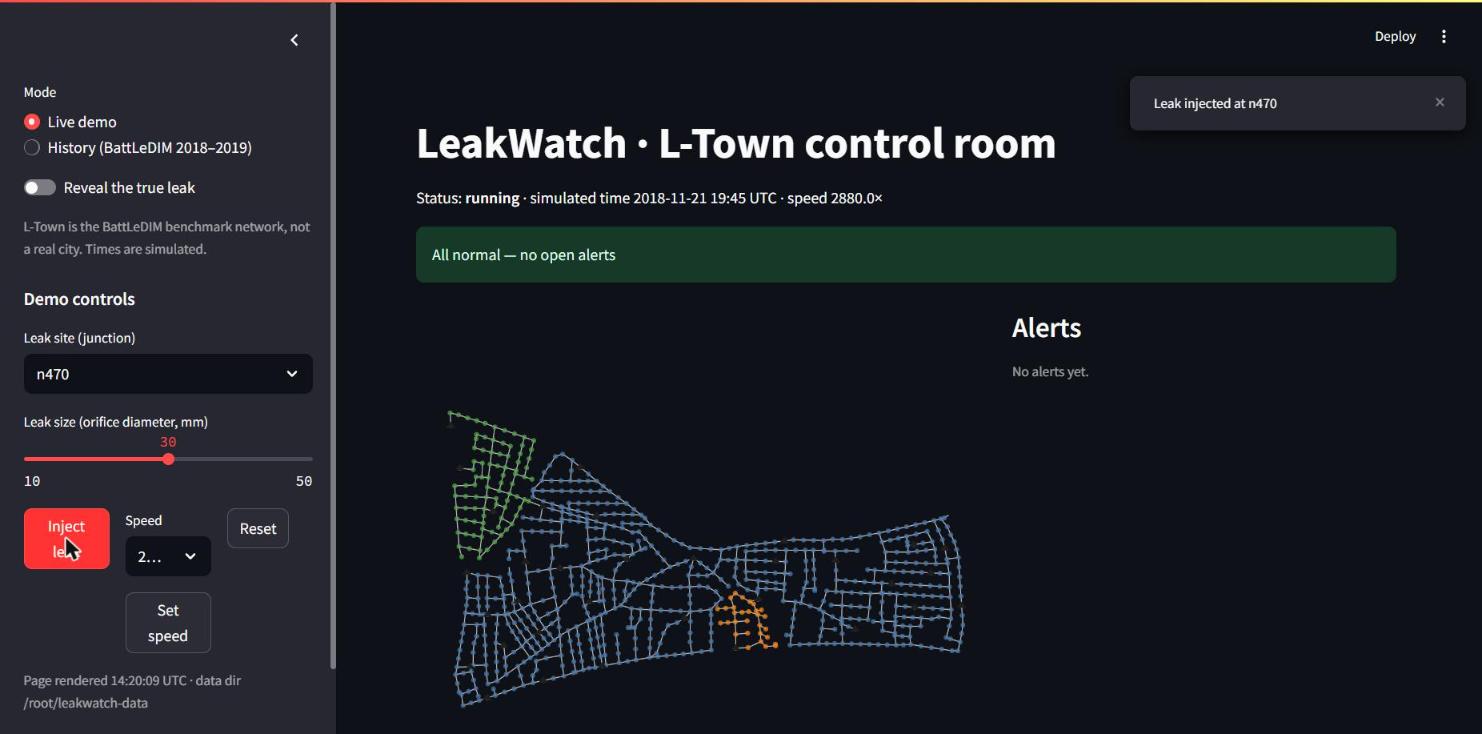 Mode
Live demo
History (BattLeDIM 2018–2019)
Reveal the true leak
L-Town is the BattLeDIM benchmark network, not
a real city. Times are simulated.
Demo controls
Leak site (junction)
n470
Leak size (orifice diameter, mm)
30
10 50
Inject
Speed
Reset
2...
Set
speed
Page rendered 14:20:09 UTC · data dir
/root/leakwatch-data
Deploy
Leak injected at n470
LeakWatch · L-Town control room
Status: running · simulated time 2018-11-21 19:45 UTC · speed 2880.0×
All normal — no open alerts
Alerts
No alerts yet.